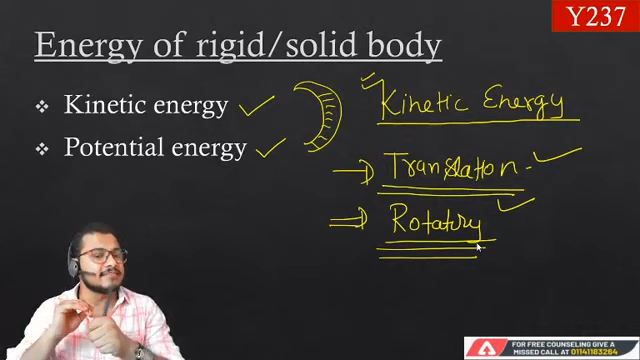 Y237
Energy of rigid/solid body
❖ Kinetic energy
❖ Potential energy
Kinetic Energy
→ Translation -
⇒ Rotatory
FOR FREE COUNSELING GIVE A
MISSED CALL AT 01141183264